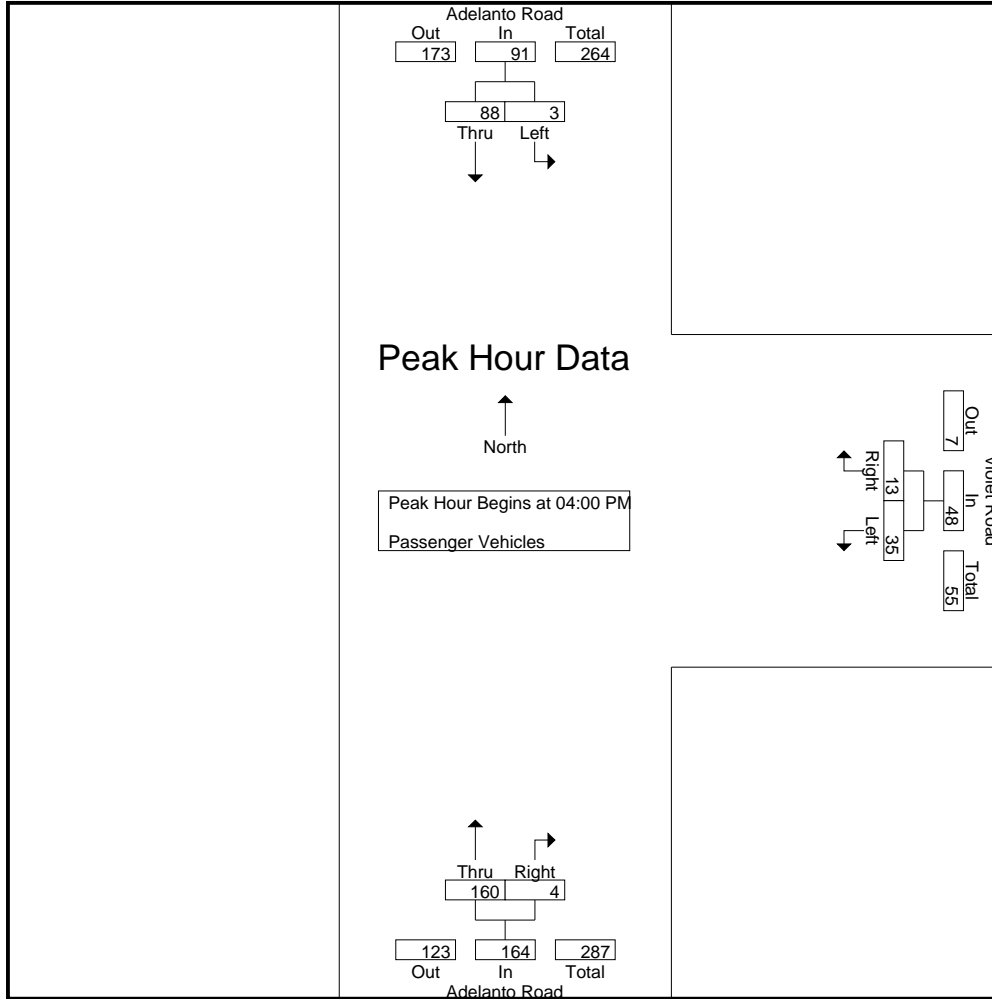 Adelanto Road
Out In Total
173 91 264
88 3
Thru Left
Peak Hour Data
North
Peak Hour Begins at 04:00 PM
Passenger Vehicles
Violet Road
Out In Total
7 48 55
13 35
Right Left
Thru Right
160 4
123 164 287
Out In Total
Adelanto Road